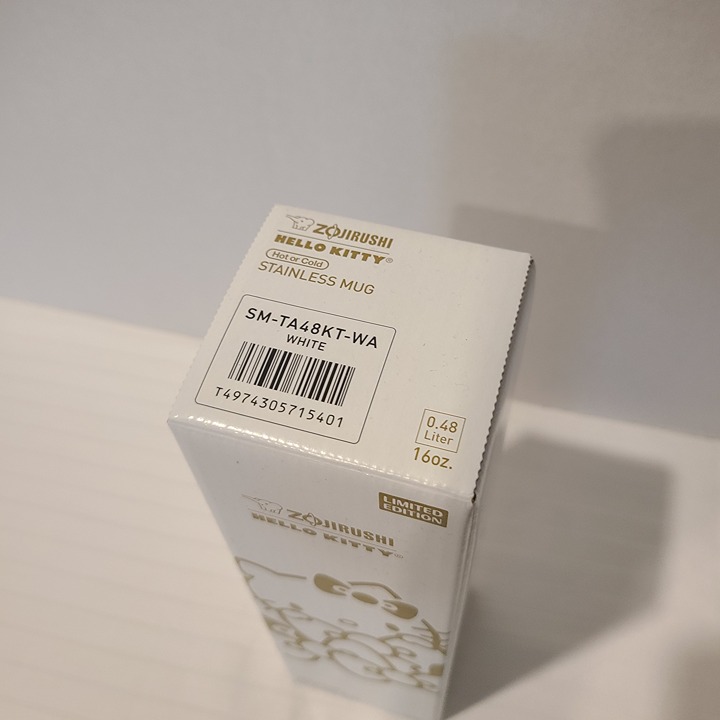 ZOJIRUSHI
HELLO KITTY®
Hot or Cold
STAINLESS MUG
SM-TA48KT-WA
WHITE
T4974305715401
0.48
Liter
16oz.
LIMITED
EDITION
ZOJIRUSHI
HELLO KITTY®